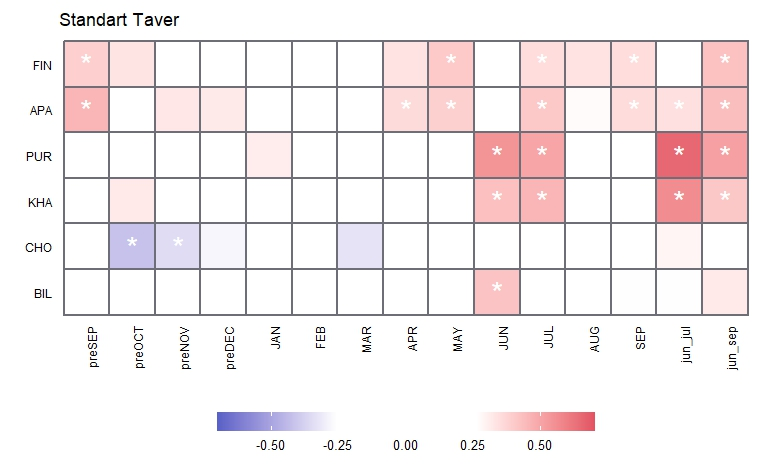 Standart Taver
FIN * * * * *
APA * * * * * * *
PUR * * * *
KHA * * * *
CHO * *
BIL *
preSEP preOCT preNOV preDEC JAN FEB MAR APR MAY JUN JUL AUG SEP jun_jul jun_sep
-0.50 -0.25 0.00 0.25 0.50